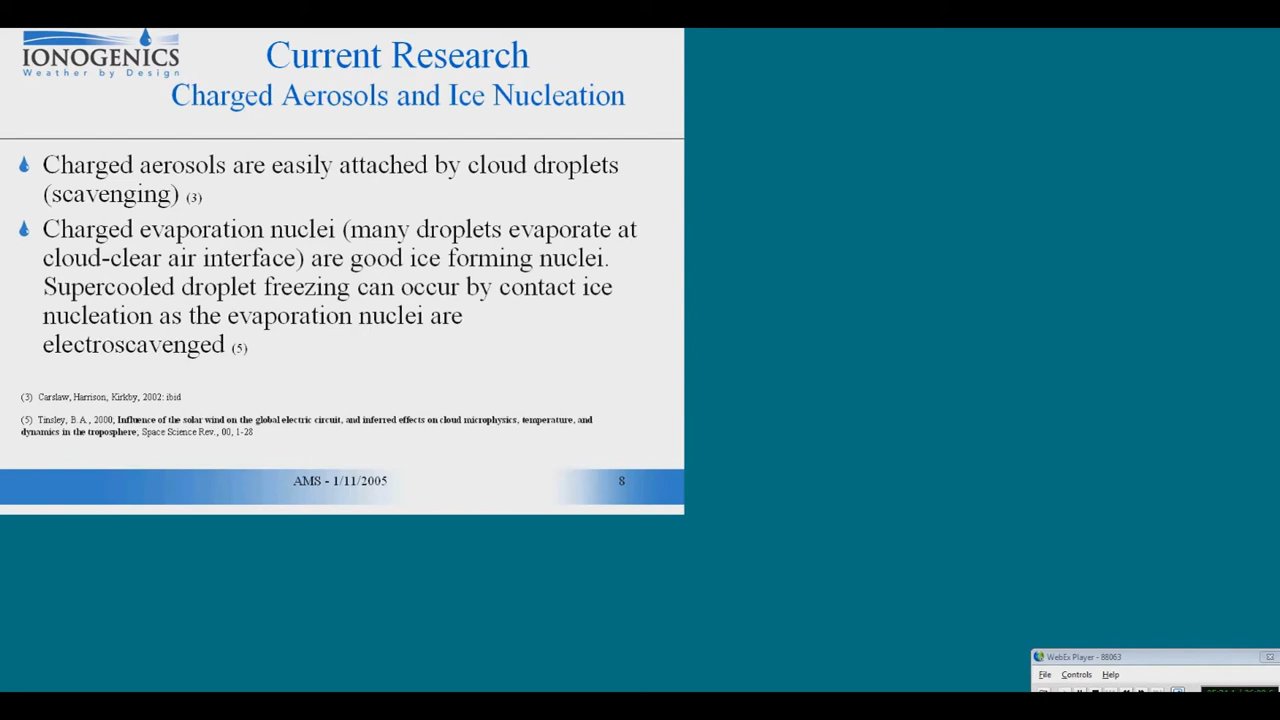 IONOGENICS
Weather by Design
Current Research
Charged Aerosols and Ice Nucleation
Charged aerosols are easily attached by cloud droplets
(scavenging) (3)
Charged evaporation nuclei (many droplets evaporate at
cloud-clear air interface) are good ice forming nuclei.
Supercooled droplet freezing can occur by contact ice
nucleation as the evaporation nuclei are
electroscavenged (5)
(3) Carslaw, Harrison, Kirkby, 2002: ibid
(5) Tinsley, B.A., 2000, Influence of the solar wind on the global electric circuit, and inferred effects on cloud microphysics, temperature, and
dynamics in the troposphere, Space Science Rev., 00, 1-28
AMS - 1/11/2005
8
WebEx Player - 88063
File Controls Help